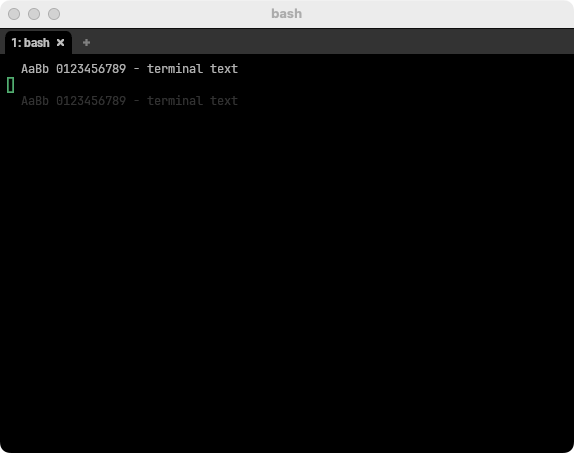 bash
1: bash × +
AaBb 0123456789 - terminal text
AaBb 0123456789 - terminal text